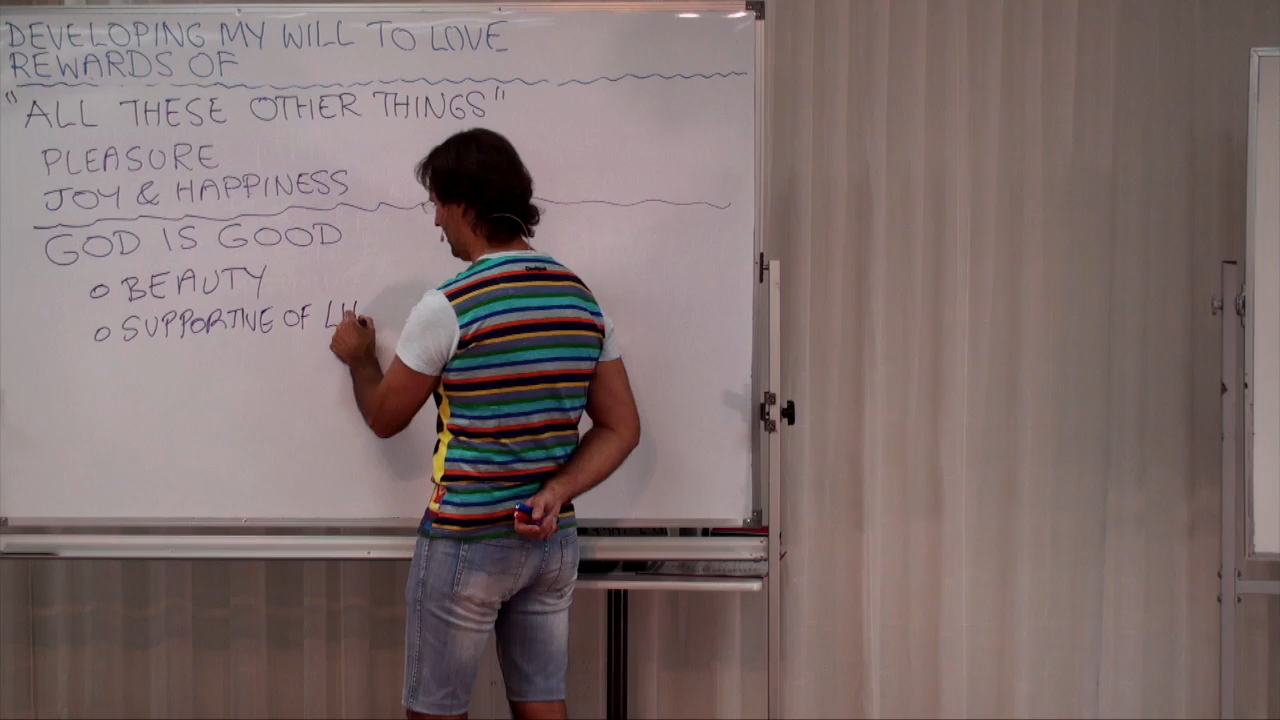 DEVELOPING MY WILL TO LOVE
REWARDS OF
"ALL THESE OTHER THINGS"
PLEASURE
JOY & HAPPINESS
GOD IS GOOD
O BEAUTY
O SUPPORTIVE OF